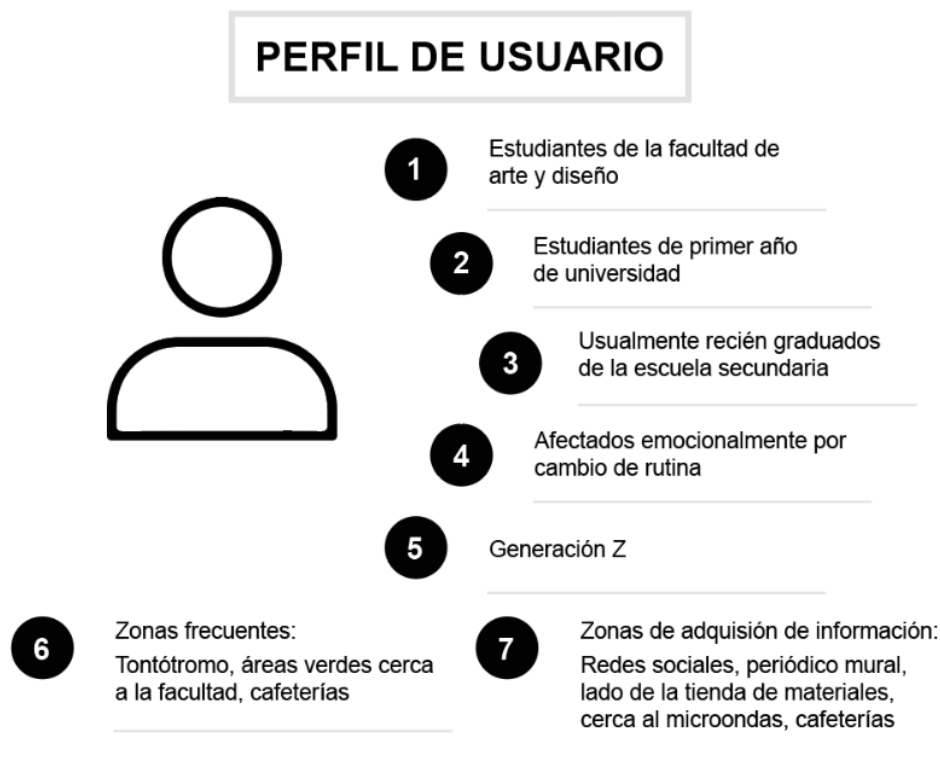 PERFIL DE USUARIO
1
Estudiantes de la facultad de
arte y diseño
2
Estudiantes de primer año
de universidad
3
Usualmente recién graduados
de la escuela secundaria
4
Afectados emocionalmente por
cambio de rutina
5
Generación Z
6
Zonas frecuentes:
Tontótromo, áreas verdes cerca
a la facultad, cafeterías
7
Zonas de adquisión de información:
Redes sociales, periódico mural,
lado de la tienda de materiales,
cerca al microondas, cafeterías